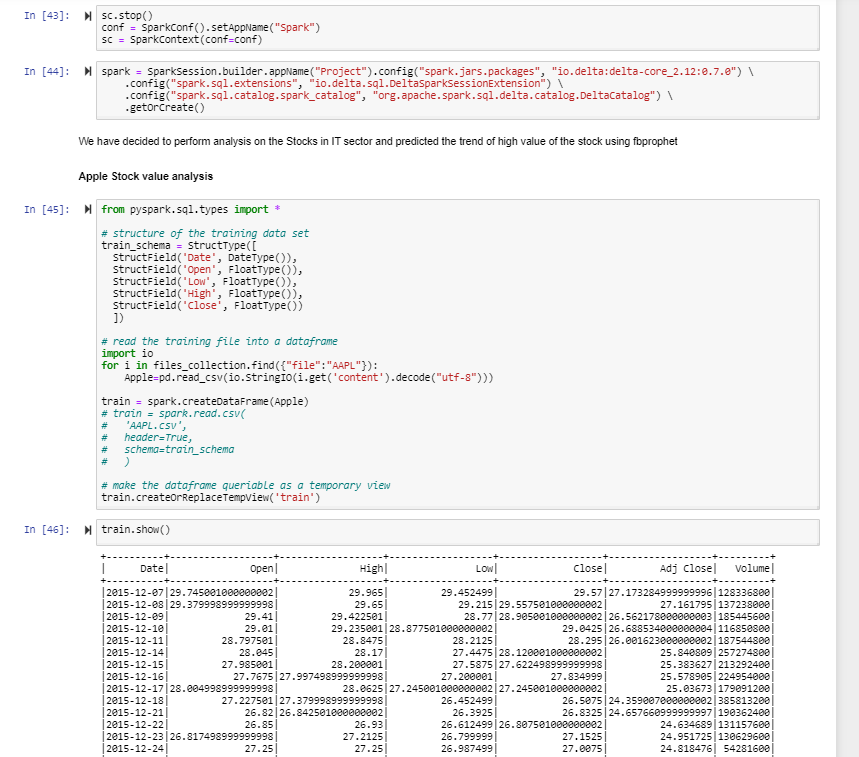 In [43]:
sc.stop()
conf = SparkConf().setAppName("Spark")
sc = SparkContext(conf=conf)
In [44]:
spark = SparkSession.builder.appName("Project").config("spark.jars.packages", "io.delta:delta-core_2.12:0.7.0") \
    .config("spark.sql.extensions", "io.delta.sql.DeltaSparkSessionExtension") \
    .config("spark.sql.catalog.spark_catalog", "org.apache.spark.sql.delta.catalog.DeltaCatalog") \
    .getOrCreate()
We have decided to perform analysis on the Stocks in IT sector and predicted the trend of high value of the stock using fbprophet
Apple Stock value analysis
In [45]:
from pyspark.sql.types import *
# structure of the training data set
train_schema = StructType([
  StructField('Date', DateType()),
  StructField('Open', FloatType()),
  StructField('Low', FloatType()),
  StructField('High', FloatType()),
  StructField('Close', FloatType())
  ])
# read the training file into a dataframe
import io
for i in files_collection.find({"file":"AAPL"}):
    Apple=pd.read_csv(io.StringIO(i.get('content').decode("utf-8")))
train = spark.createDataFrame(Apple)
# train = spark.read.csv(
#   'AAPL.csv',
#   header=True,
#   schema=train_schema
#   )
# make the dataframe queriable as a temporary view
train.createOrReplaceTempView('train')
In [46]:
train.show()
+----------+------------------+------------------+------------------+------------------+------------------+---------+
|      Date|              Open|              High|               Low|             Close|         Adj Close|   Volume|
+----------+------------------+------------------+------------------+------------------+------------------+---------+
|2015-12-07|29.745001000000002|            29.965|         29.452499|             29.57|27.173284999999996|128336800|
|2015-12-08|29.379998999999998|             29.65|            29.215|29.557501000000002|         27.161795|137238000|
|2015-12-09|             29.41|         29.422501|             28.77|28.905001000000002|26.562178000000003|185445600|
|2015-12-10|             29.01|         29.235001|28.877501000000002|           29.0425|26.688534000000004|116850800|
|2015-12-11|         28.797501|           28.8475|           28.2125|            28.295|26.001623000000002|187544800|
|2015-12-14|            28.045|             28.17|           27.4475|28.120001000000002|         25.840809|257274800|
|2015-12-15|         27.985001|         28.200001|           27.5875|27.622498999999998|         25.383627|213292400|
|2015-12-16|           27.7675|27.997498999999998|         27.200001|         27.834999|         25.578905|224954000|
|2015-12-17|28.004998999999998|           28.0625|27.245001000000002|27.245001000000002|          25.03673|179091200|
|2015-12-18|         27.227501|27.379998999999998|         26.452499|           26.5075|24.359007000000002|385813200|
|2015-12-21|             26.82|26.842501000000002|           26.3925|           26.8325|24.657660999999997|190362400|
|2015-12-22|             26.85|             26.93|         26.612499|26.807501000000002|         24.634689|131157600|
|2015-12-23|26.817498999999998|           27.2125|         26.799999|           27.1525|         24.951725|130629600|
|2015-12-24|             27.25|             27.25|         26.987499|           27.0075|         24.818476| 54281600|